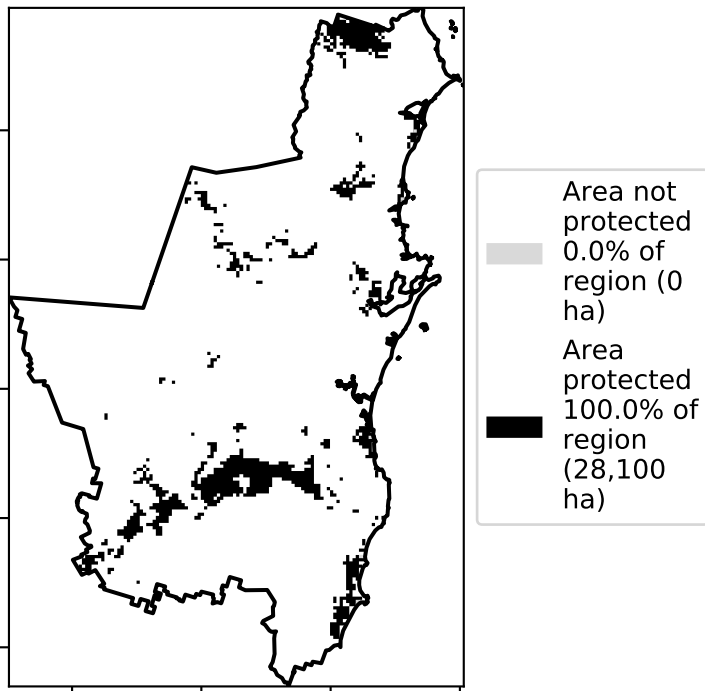 Area not
protected
0.0% of
region (0
ha)
Area
protected
100.0% of
region
(28,100
ha)